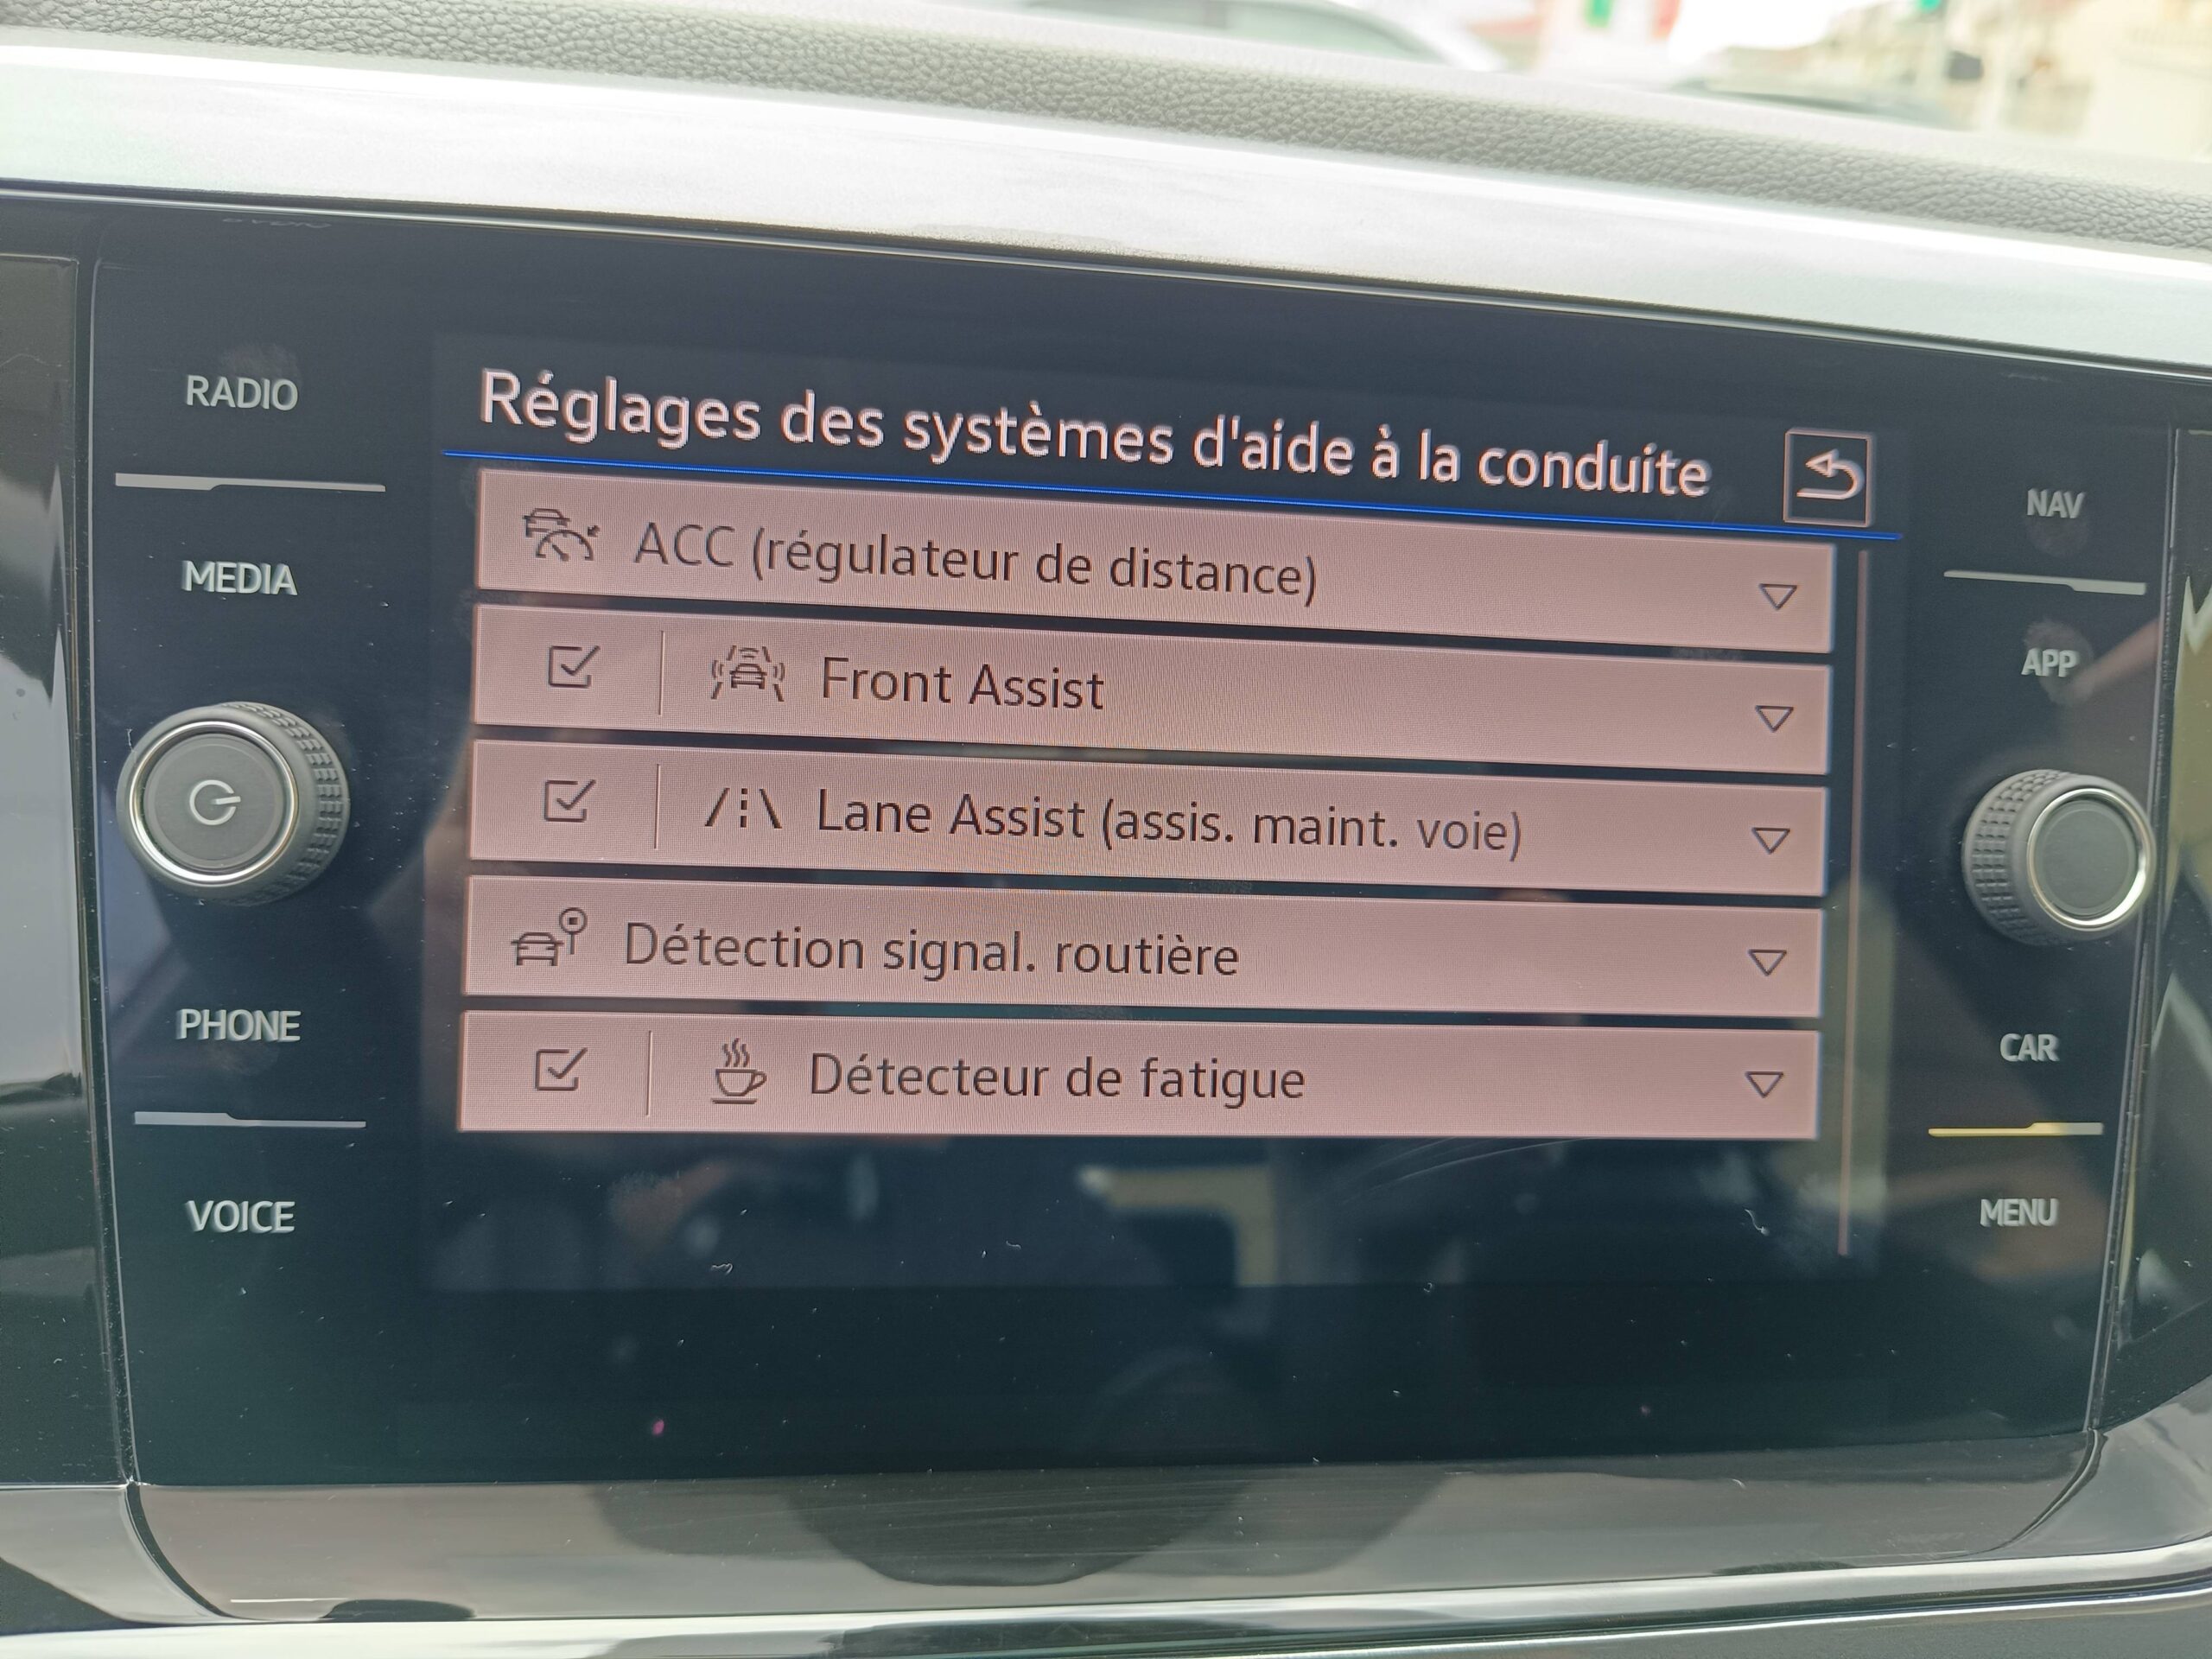 RADIO
MEDIA
PHONE
VOICE
Réglages des systèmes d'aide à la conduite
ACC (régulateur de distance)
Front Assist
Lane Assist (assis. maint. voie)
Détection signal. routière
Détecteur de fatigue
NAV
APP
CAR
MENU